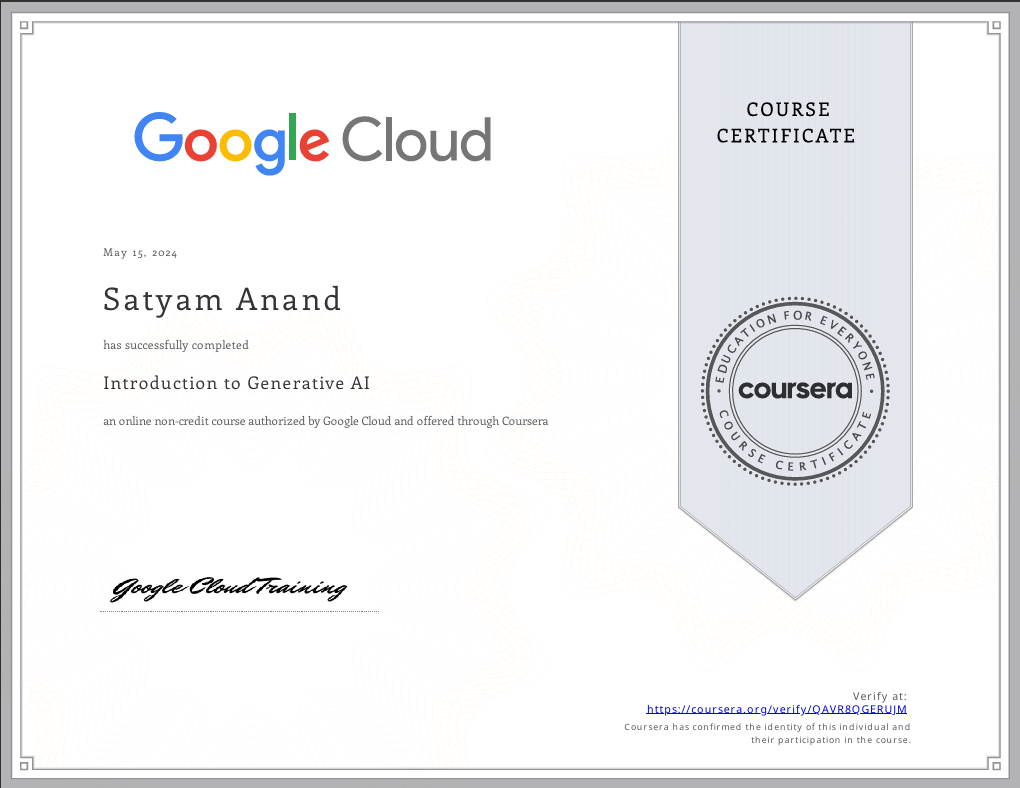 Google Cloud
COURSE
CERTIFICATE
May 15, 2024
Satyam Anand
has successfully completed
Introduction to Generative AI
an online non-credit course authorized by Google Cloud and offered through Coursera
EDUCATION FOR EVERYONE
coursera
COURSE CERTIFICATE
Google Cloud Training
Verify at:
https://coursera.org/verify/QAVR8QGERUJM
Coursera has confirmed the identity of this individual and
their participation in the course.